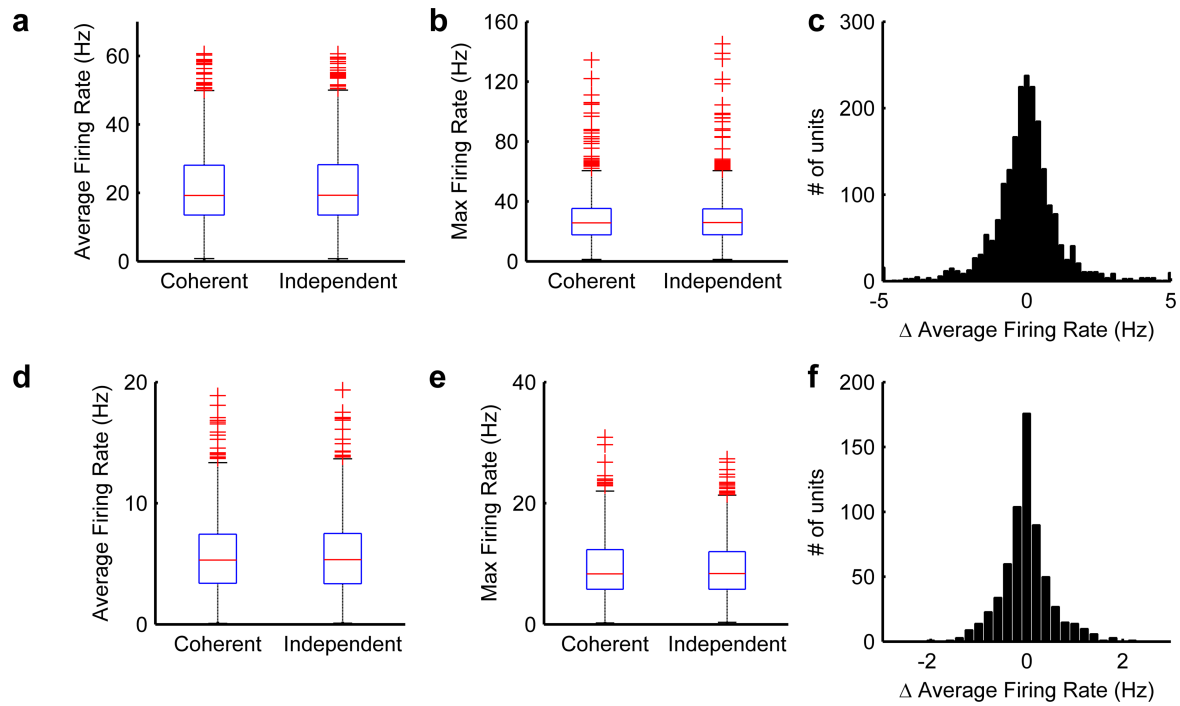 a
Average Firing Rate (Hz)
60
40
20
0
Coherent Independent
b
Max Firing Rate (Hz)
160
120
80
40
0
Coherent Independent
c
# of units
300
200
100
0
-5 0 5
Δ Average Firing Rate (Hz)
d
Average Firing Rate (Hz)
20
10
0
Coherent Independent
e
Max Firing Rate (Hz)
40
20
0
Coherent Independent
f
# of units
200
150
100
50
0
-2 0 2
Δ Average Firing Rate (Hz)